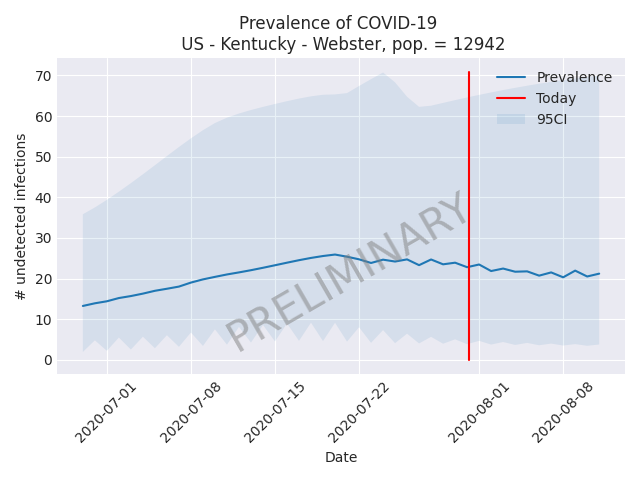 Prevalence of COVID-19
US - Kentucky - Webster, pop. = 12942
# undetected infections
70
60
50
40
30
20
10
0
Prevalence
Today
95CI
PRELIMINARY
2020-07-01
2020-07-08
2020-07-15
2020-07-22
2020-08-01
2020-08-08
Date